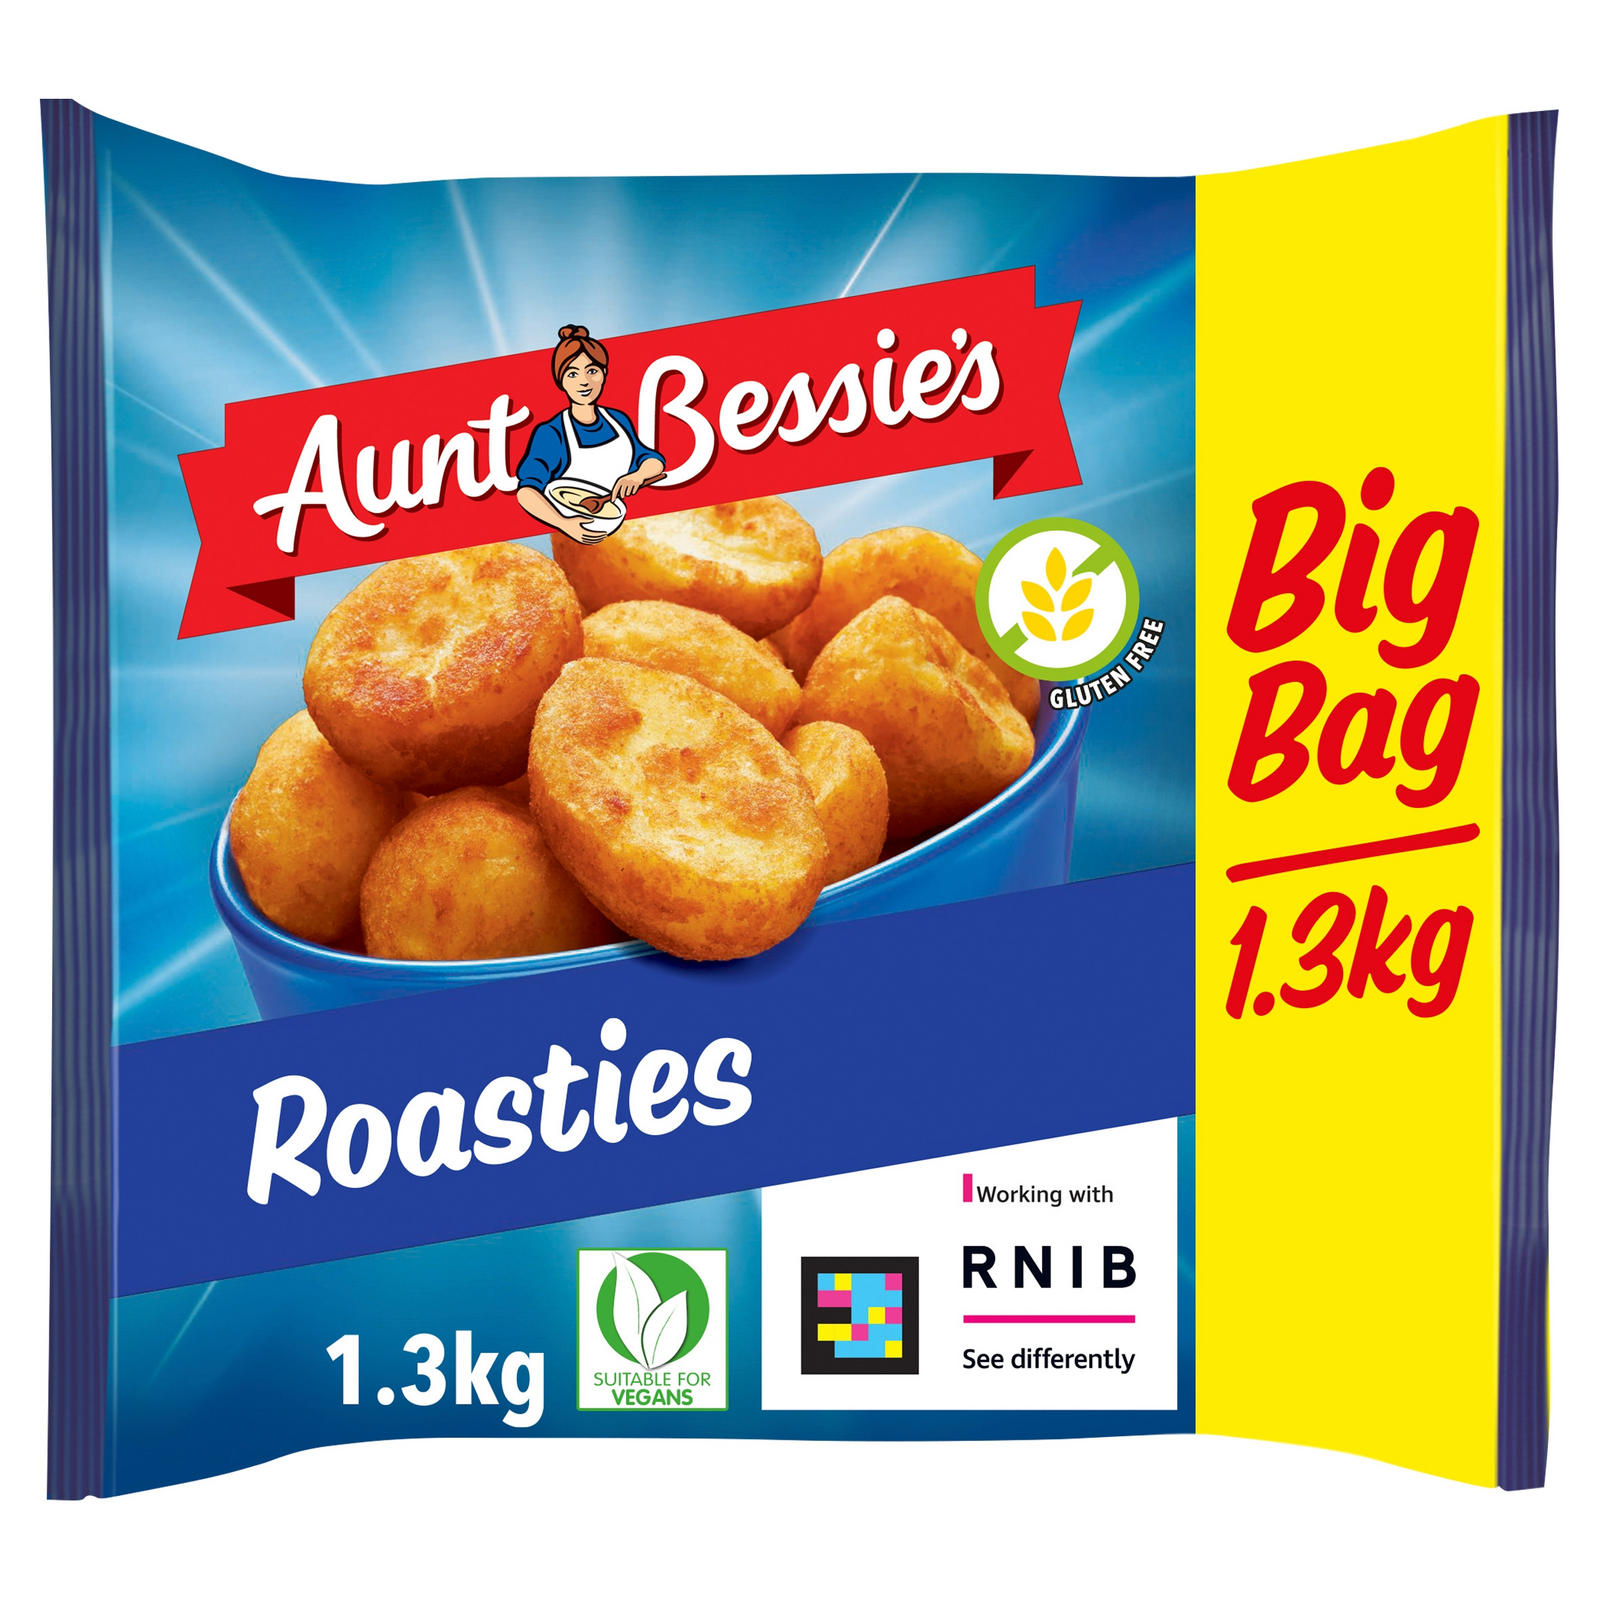 Aunt Bessie's
GLUTEN FREE
Big
Bag
1.3kg
Roasties
1.3kg
SUITABLE FOR
VEGANS
Working with
RNIB
See differently